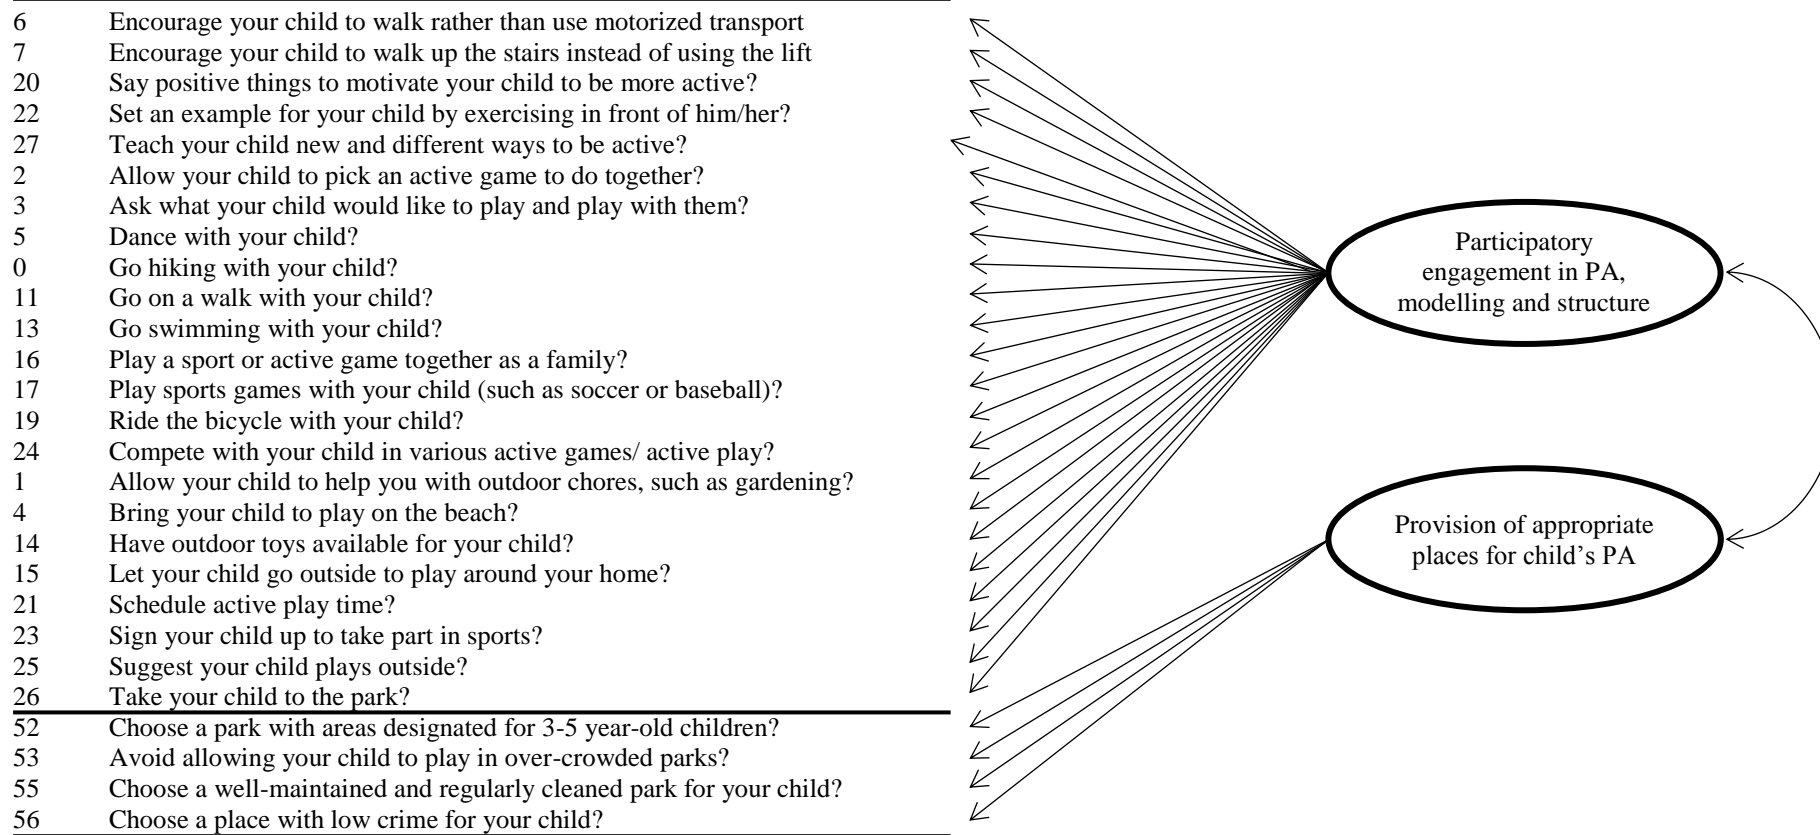 6 Encourage your child to walk rather than use motorized transport
7 Encourage your child to walk up the stairs instead of using the lift
20 Say positive things to motivate your child to be more active?
22 Set an example for your child by exercising in front of him/her?
27 Teach your child new and different ways to be active?
2 Allow your child to pick an active game to do together?
3 Ask what your child would like to play and play with them?
5 Dance with your child?
0 Go hiking with your child?
11 Go on a walk with your child?
13 Go swimming with your child?
16 Play a sport or active game together as a family?
17 Play sports games with your child (such as soccer or baseball)?
19 Ride the bicycle with your child?
24 Compete with your child in various active games/ active play?
1 Allow your child to help you with outdoor chores, such as gardening?
4 Bring your child to play on the beach?
14 Have outdoor toys available for your child?
15 Let your child go outside to play around your home?
21 Schedule active play time?
23 Sign your child up to take part in sports?
25 Suggest your child plays outside?
26 Take your child to the park?
52 Choose a park with areas designated for 3-5 year-old children?
53 Avoid allowing your child to play in over-crowded parks?
55 Choose a well-maintained and regularly cleaned park for your child?
56 Choose a place with low crime for your child?
Participatory
engagement in PA,
modelling and structure
Provision of appropriate
places for child’s PA